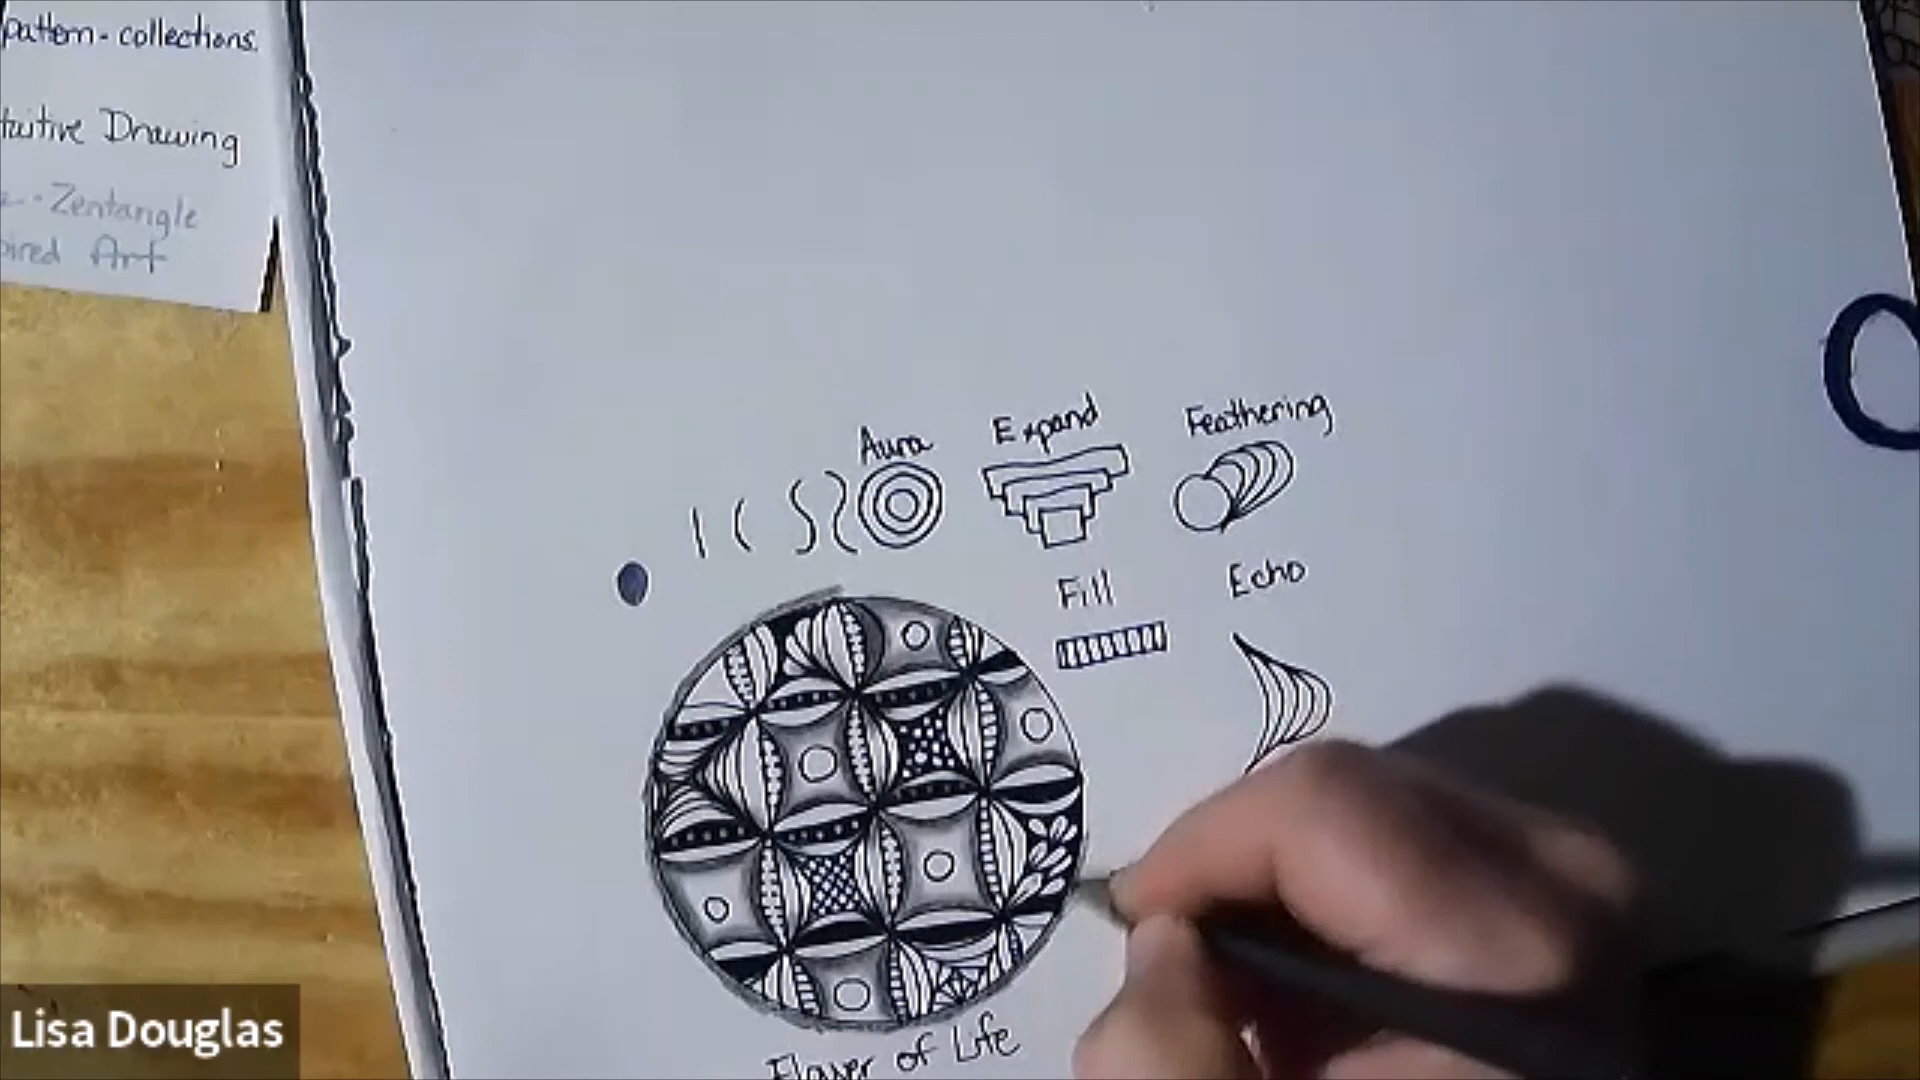 pattern - collections.
Drawing
Zentangle
Art
Aura
Expand
Feathering
Fill
Echo
Flower of Life
Lisa Douglas